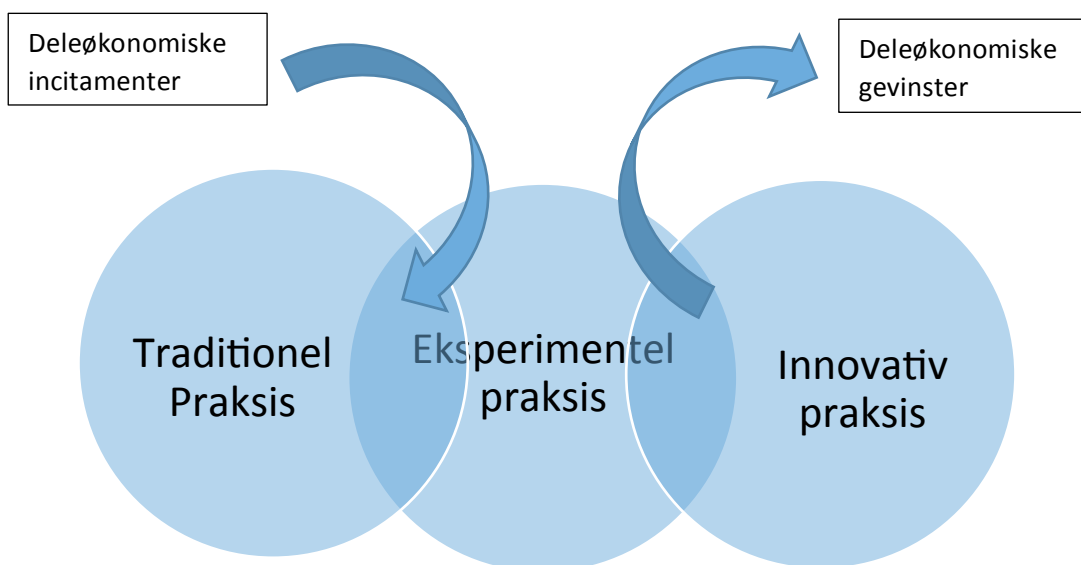 Deleøkonomiske
incitamenter
Deleøkonomiske
gevinster
Traditionel
Praksis
Eksperimentel
praksis
Innovativ
praksis